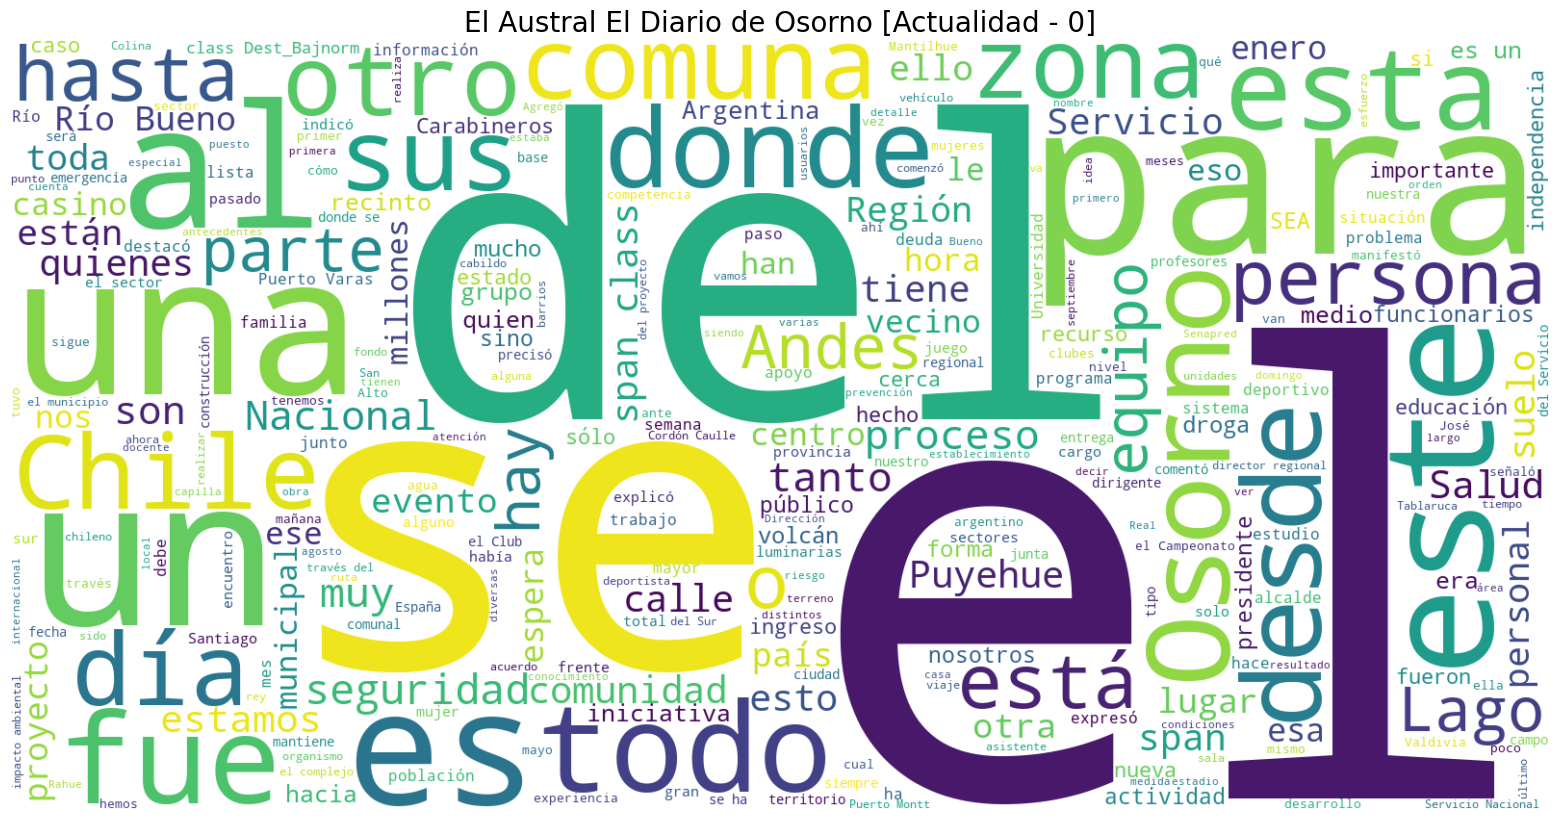 El Austral El Diario de Osorno [Actualidad - 0]
caso
Colina
class Dest_Bajnorm
información
comuna
Mantilhue
zona
qué
enero
si
es un
hasta
otro
realiza
ello
esta
Río
Río Bueno
sector
al
indicó
Agregó
Carabineros
estaba
Argentina
vehículo
detalle
nombre
Servicio
esfuerzo
independencia
será
puesto
primer
primera
sus
base
donde
usuarios
vez
mujeres
comenzó
para
va
idea
meses
eso
importante
toda
emergencia
especial
cómo
punto
cuenta
lista
pasado
recinto
competencia
le
primero
nuestra
orden
casino
donde se
del
Región
ahí
deuda
Bueno
Universidad
SEA
situación
problema
están
destacó
antecedentes
parte
mucho
paso
han
hora
profesores
manifestó
quienes
el sector
Puerto Varas
millones
cabildo
estado
grupo
barrios
del proyecto
vamos
tiene
septiembre
persona
una
familia
quien
sino
precisó
span class
siendo
varias
Andes
vecino
juego
regional
recurso
van
medio
funcionarios
Senapred
sigue
fondo
San
Alto
tienen
alguna
apoyo
cerca
prevención
clubes
nivel
programa
equipo
Osorno
unidades
domingo
deportivo
este
suelo
del Servicio
tuvo
el municipio
nos
son
construcción
tenemos
Nacional
ante
semana
hecho
sistema
droga
educación
José
largo
Chile
ahora
docente
realizar
junto
atención
hay
sólo
Cordón Caulle
centro
provincia
proceso
nuestro
establecimiento
entrega
cargo
decir
dirigente
comentó
director regional
desde
ver
señaló
Salud
Tablaruca
tiempo
capilla
obra
agua
evento
alguno
se
explicó
trabajo
tanto
público
Dirección
el
argentino
sectores
Real
el Campeonato
presidente
estudio
un
sur
chileno
local
debe
mañana
ese
encuentro
agosto
el Club
había
volcán
luminarias
forma
junta
Puyehue
era
área
personal
internacional
través
municipal
través del
ruta
muy
España
diversas
espera
mayor
deportista
calle
o
riesgo
terreno
distintos
tipo
solo
alcalde
fecha
sido
día
Santiago
comunal
total
del Sur
ingreso
nosotros
hace
resultado
fueron
ella
proyecto
mes
rey
acuerdo
frente
conocimiento
país
ciudad
casa
viaje
está
lugar
impacto ambiental
estamos
seguridad
comunidad
esto
otra
expresó
condiciones
esa
Lago
fue
mantiene
mujer
es
iniciativa
todo
asistente
span
mismo
Valdivia
poco
campo
Rahue
organismo
el complejo
población
mayo
cual
siempre
nueva
sala
medida
estadio
último
hemos
hacia
experiencia
gran
se ha
territorio
ha
Puerto Montt
actividad
desarrollo
Servicio Nacional